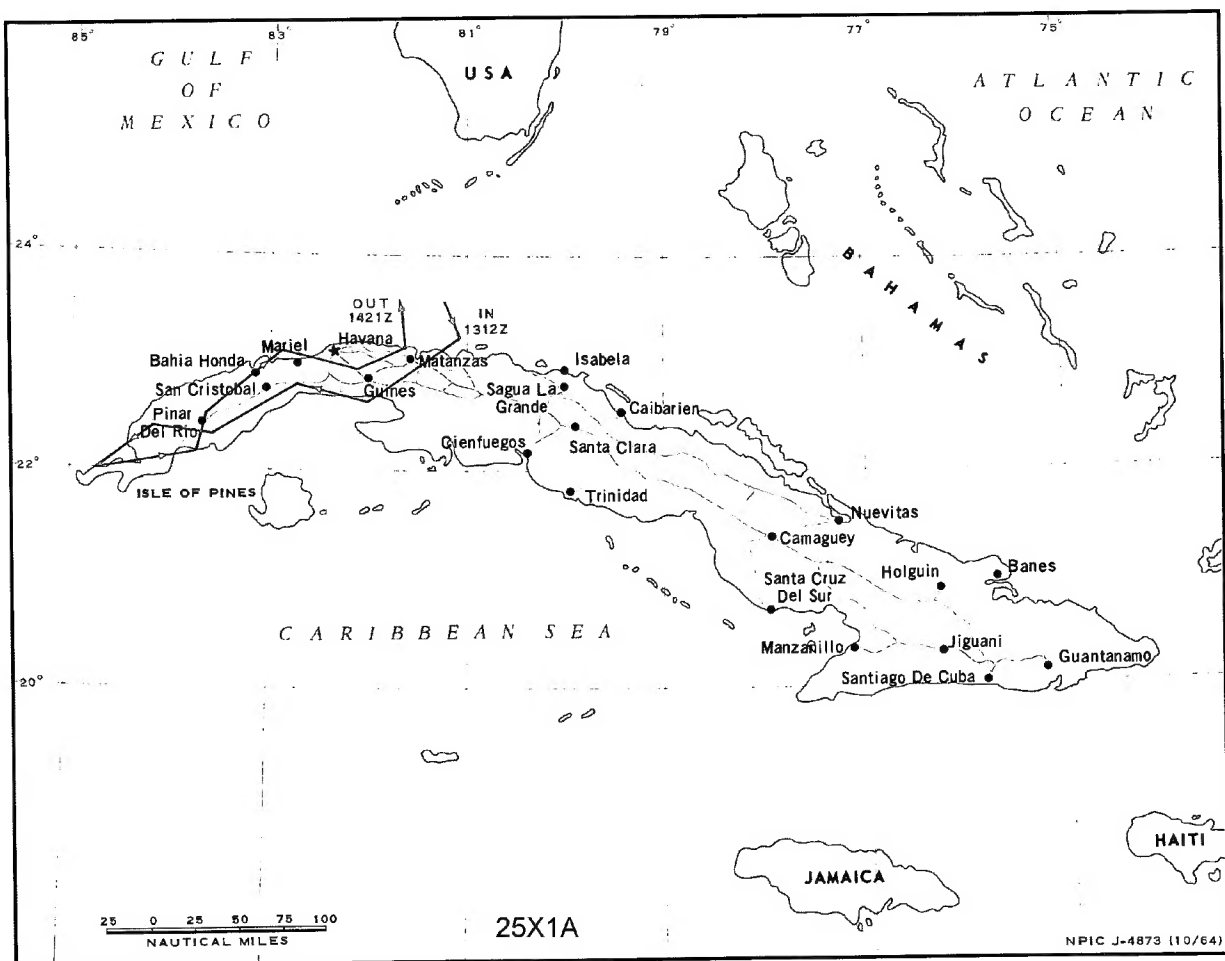 85°
83°
81°
79°
77°
75°
GULF
OF
MEXICO
USA
ATLANTIC
OCEAN
24°
BAHAMAS
OUT
1421Z
IN
1312Z
Mariel
Havana
Bahia Honda
Matanzas
Isabela
San Cristobal
Guines
Sagua La
Grande
Pinar
Del Rio
Caibarien
Cienfuegos
Santa Clara
22°
ISLE OF PINES
Trinidad
Nuevitas
Camaguey
Holguin
Banes
Santa Cruz
Del Sur
CARIBBEAN SEA
Manzanillo
Jiguani
Guantanamo
20°
Santiago De Cuba
HAITI
JAMAICA
25 0 25 50 75 100
NAUTICAL MILES
25X1A
NPIC J-4873 (10/64)